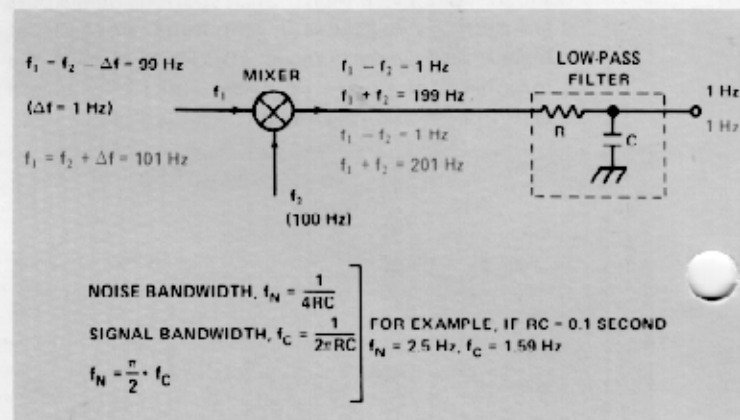 f₁ = f₂ − Δf = 99 Hz
(Δf = 1 Hz)
f₁ = f₂ + Δf = 101 Hz
MIXER
f₁
f₂
(100 Hz)
f₁ − f₂ = 1 Hz
f₁ + f₂ = 199 Hz
f₁ − f₂ = 1 Hz
f₁ + f₂ = 201 Hz
LOW-PASS
FILTER
R
C
1 Hz
1 Hz
NOISE BANDWIDTH, f_N = 1/4RC
SIGNAL BANDWIDTH, f_C = 1/2πRC
f_N = π/2 · f_C
FOR EXAMPLE, IF RC = 0.1 SECOND
f_N = 2.5 Hz, f_C = 1.59 Hz